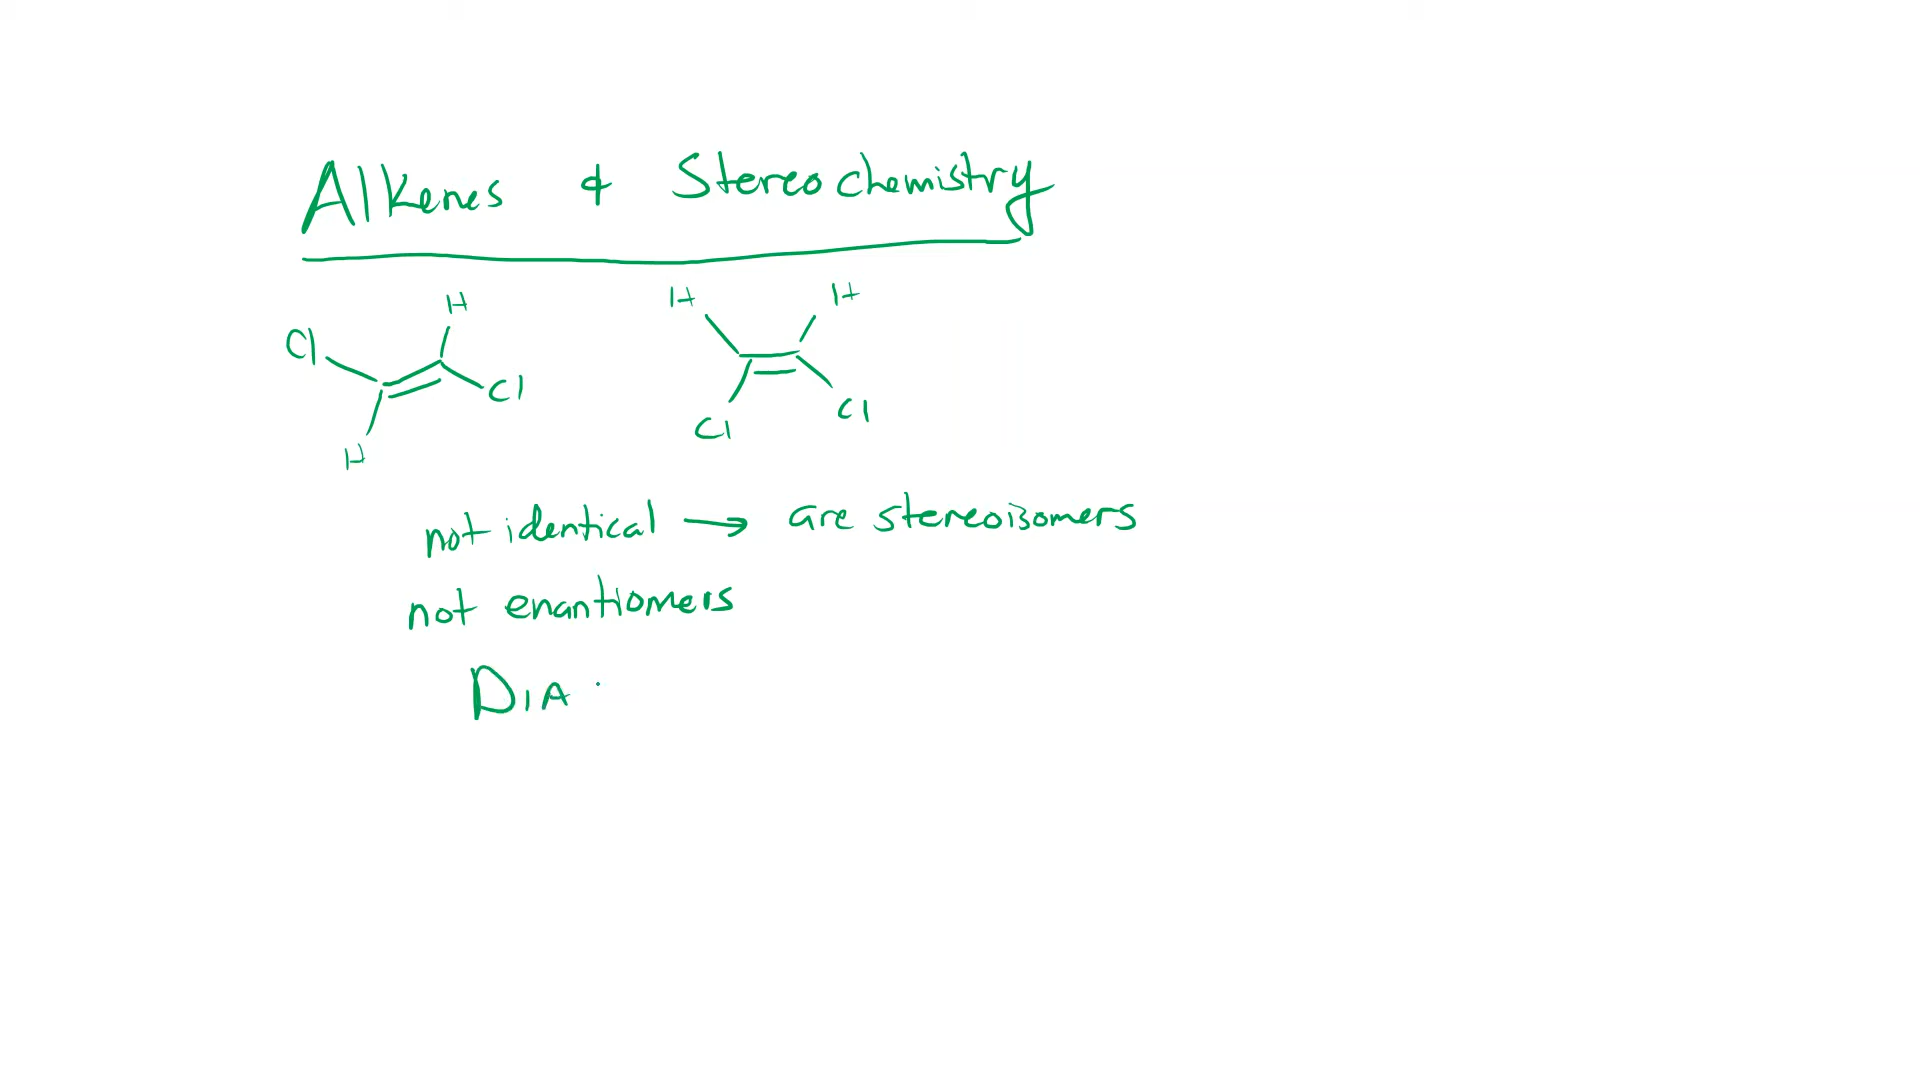 Alkenes & Stereochemistry
H H H
Cl
Cl Cl Cl
H
not identical → are stereoisomers
not enantiomers
DIA